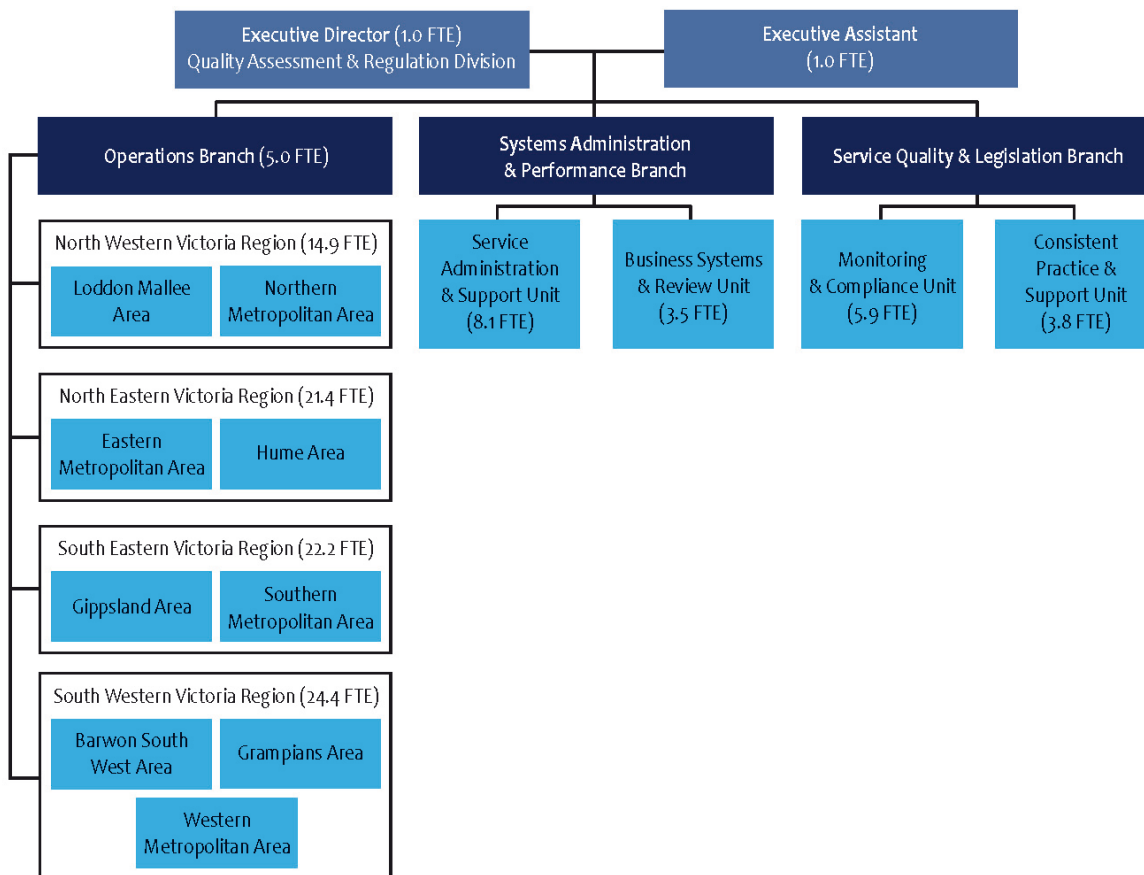 Executive Director (1.0 FTE)
Quality Assessment & Regulation Division
Executive Assistant
(1.0 FTE)
Operations Branch (5.0 FTE)
Systems Administration
& Performance Branch
Service Quality & Legislation Branch
North Western Victoria Region (14.9 FTE)
Loddon Mallee
Area
Northern
Metropolitan Area
Service
Administration
& Support Unit
(8.1 FTE)
Business Systems
& Review Unit
(3.5 FTE)
Monitoring
& Compliance Unit
(5.9 FTE)
Consistent
Practice &
Support Unit
(3.8 FTE)
North Eastern Victoria Region (21.4 FTE)
Eastern
Metropolitan Area
Hume Area
South Eastern Victoria Region (22.2 FTE)
Gippsland Area
Southern
Metropolitan Area
South Western Victoria Region (24.4 FTE)
Barwon South
West Area
Grampians Area
Western
Metropolitan Area